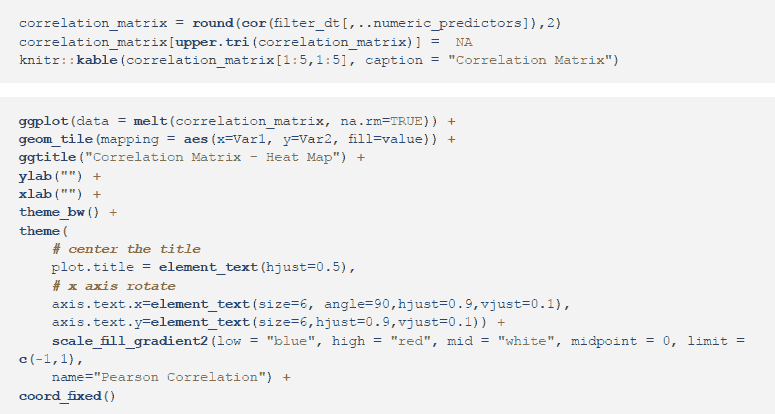 correlation_matrix = round(cor(filter_dt[,..numeric_predictors]),2)
correlation_matrix[upper.tri(correlation_matrix)] =  NA
knitr::kable(correlation_matrix[1:5,1:5], caption = "Correlation Matrix")
ggplot(data = melt(correlation_matrix, na.rm=TRUE)) +
geom_tile(mapping = aes(x=Var1, y=Var2, fill=value)) +
ggtitle("Correlation Matrix - Heat Map") +
ylab("") +
xlab("") +
theme_bw() +
theme(
    # center the title
    plot.title = element_text(hjust=0.5),
    # x axis rotate
    axis.text.x=element_text(size=6, angle=90,hjust=0.9,vjust=0.1),
    axis.text.y=element_text(size=6,hjust=0.9,vjust=0.1)) +
    scale_fill_gradient2(low = "blue", high = "red", mid = "white", midpoint = 0, limit =
c(-1,1),
    name="Pearson Correlation") +
coord_fixed()